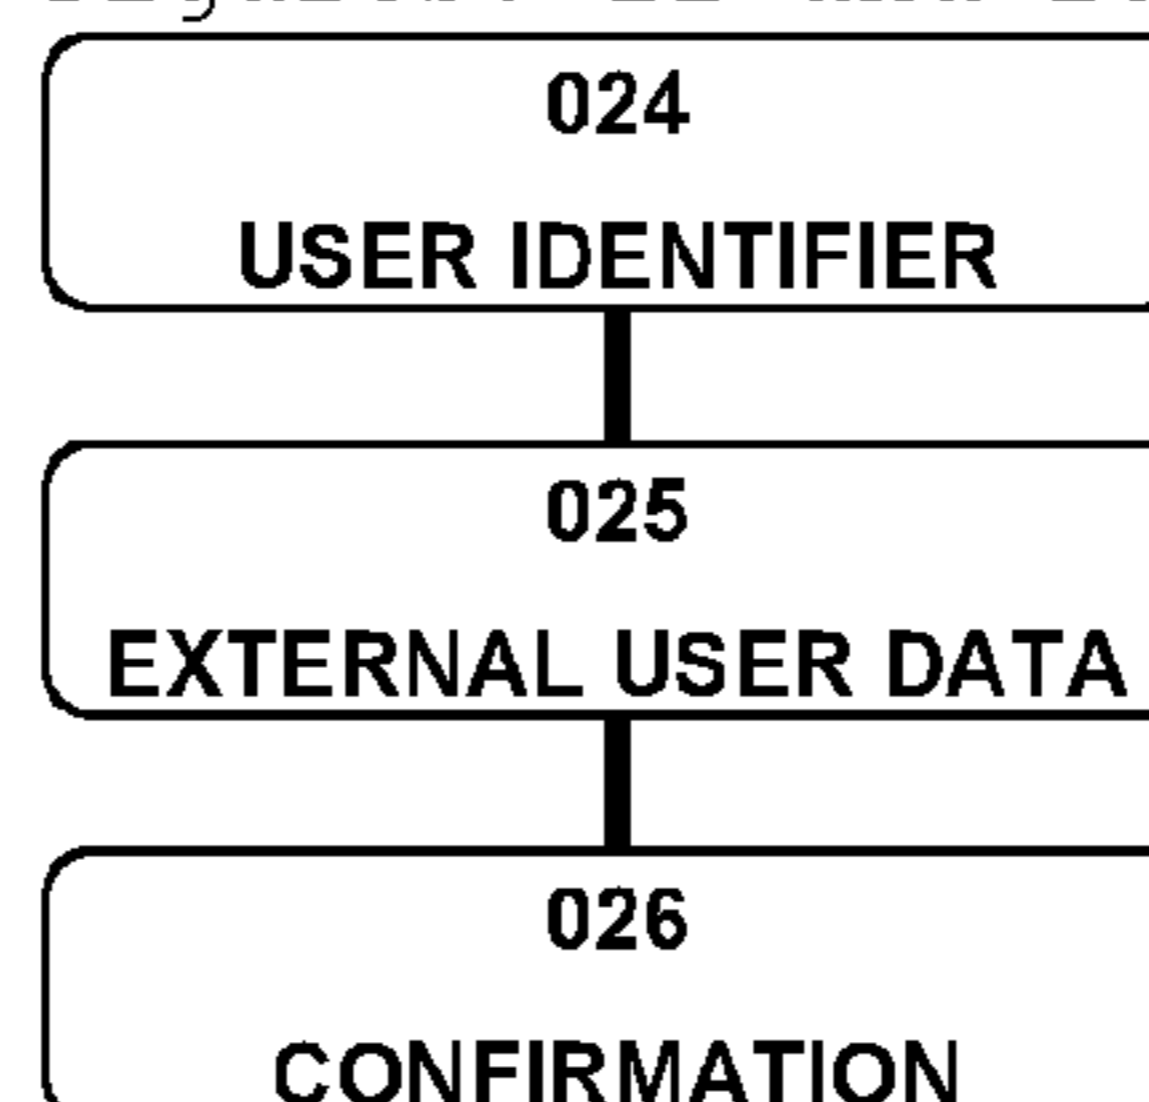 024
USER IDENTIFIER
025
EXTERNAL USER DATA
026
CONFIRMATION